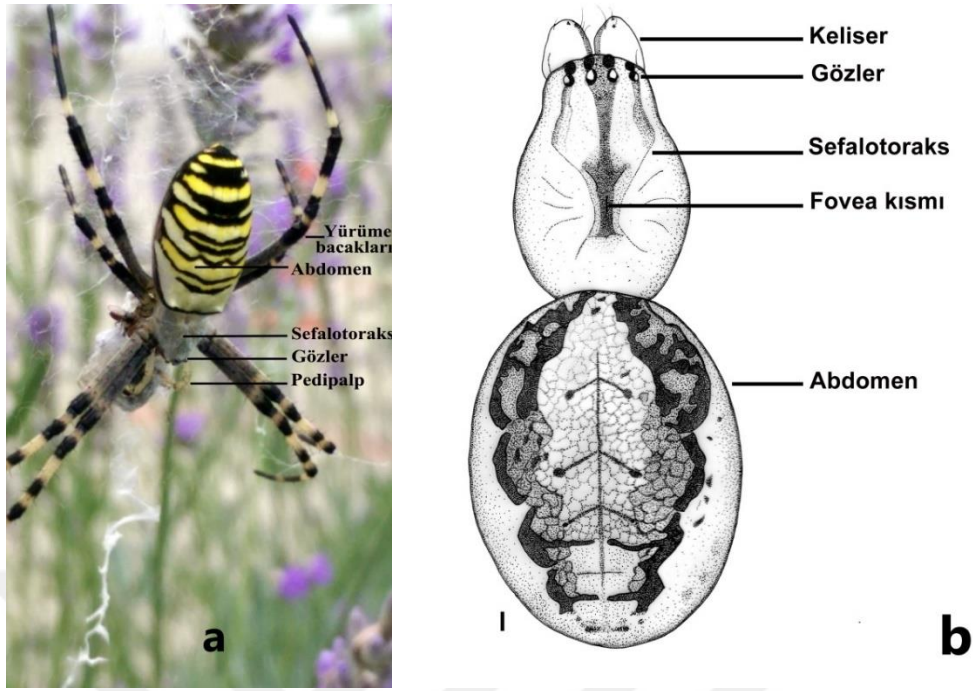 Yürüme
bacakları
Abdomen
Sefalotoraks
Gözler
Pedipalp
a
Keliser
Gözler
Sefalotoraks
Fovea kısmı
Abdomen
b